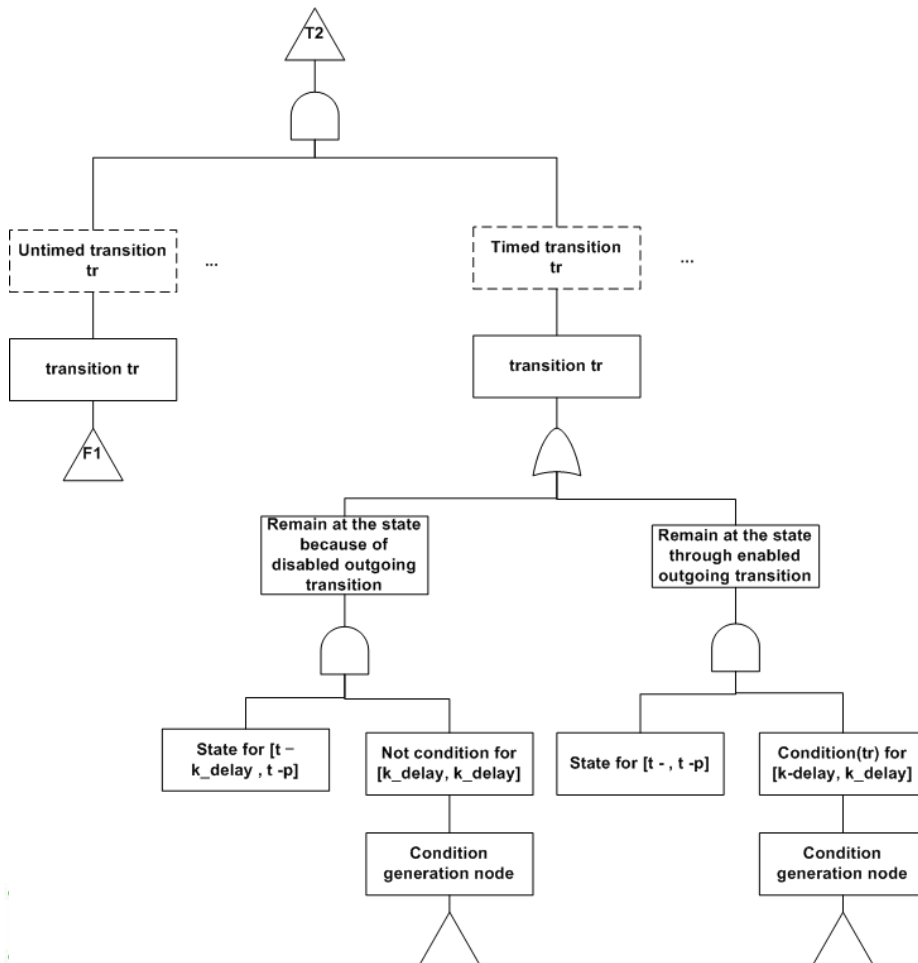 T2
Untimed transition
tr
...
Timed transition
tr
...
transition tr
transition tr
F1
Remain at the state
because of
disabled outgoing
transition
Remain at the state
through enabled
outgoing transition
State for [t –
k_delay , t -p]
Not condition for
[k_delay, k_delay]
State for [t - , t -p]
Condition(tr) for
[k-delay, k_delay]
Condition
generation node
Condition
generation node